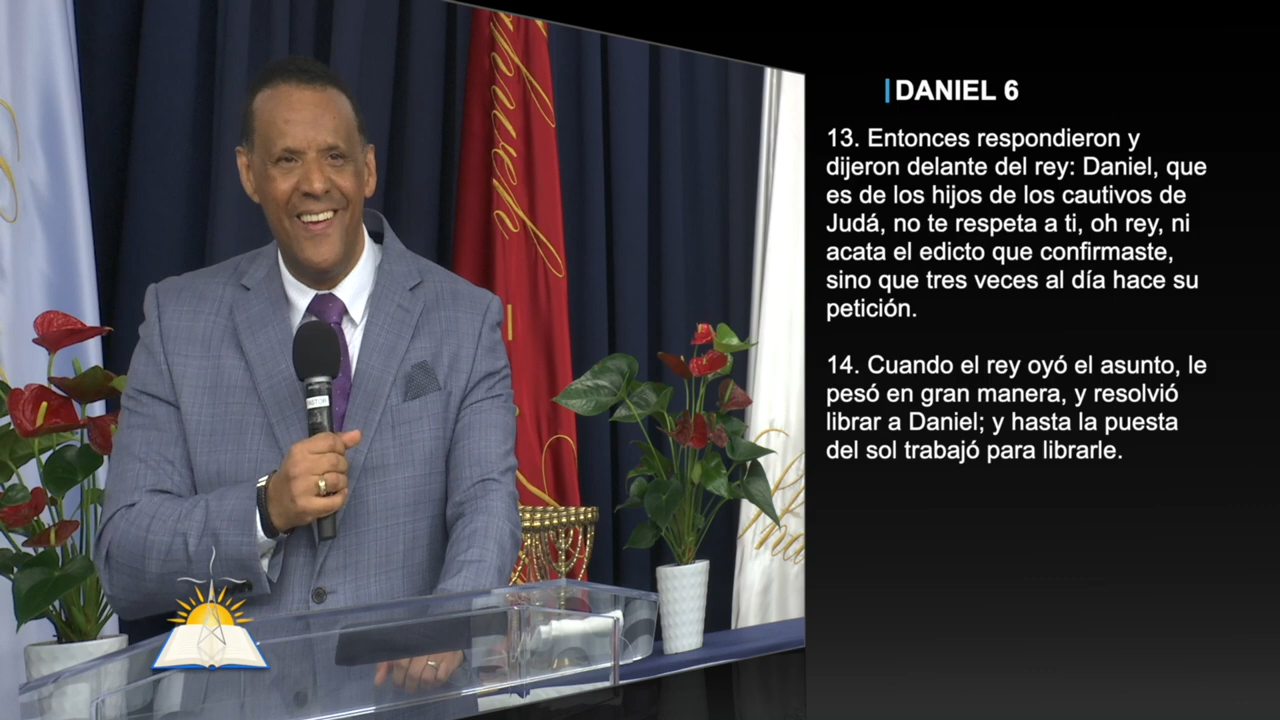 DANIEL 6
13. Entonces respondieron y
dijeron delante del rey: Daniel, que
es de los hijos de los cautivos de
Judá, no te respeta a ti, oh rey, ni
acata el edicto que confirmaste,
sino que tres veces al día hace su
petición.
14. Cuando el rey oyó el asunto, le
pesó en gran manera, y resolvió
librar a Daniel; y hasta la puesta
del sol trabajó para librarle.